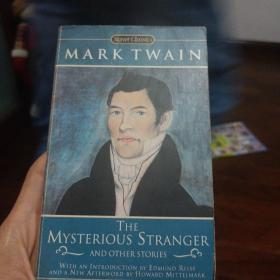 Signet Classics
MARK TWAIN
THE
MYSTERIOUS STRANGER
AND OTHER STORIES
WITH AN INTRODUCTION BY EDMUND REISS
AND A NEW AFTERWORD BY HOWARD MITTELMARK